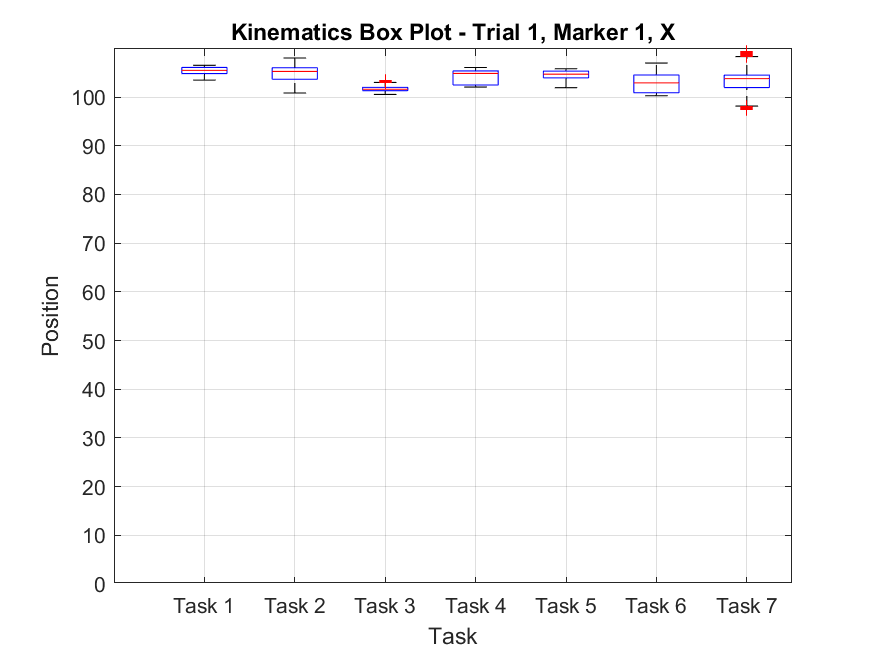 Kinematics Box Plot - Trial 1, Marker 1, X
100
90
80
70
60
50
40
30
20
10
0
Position
Task 1 Task 2 Task 3 Task 4 Task 5 Task 6 Task 7
Task